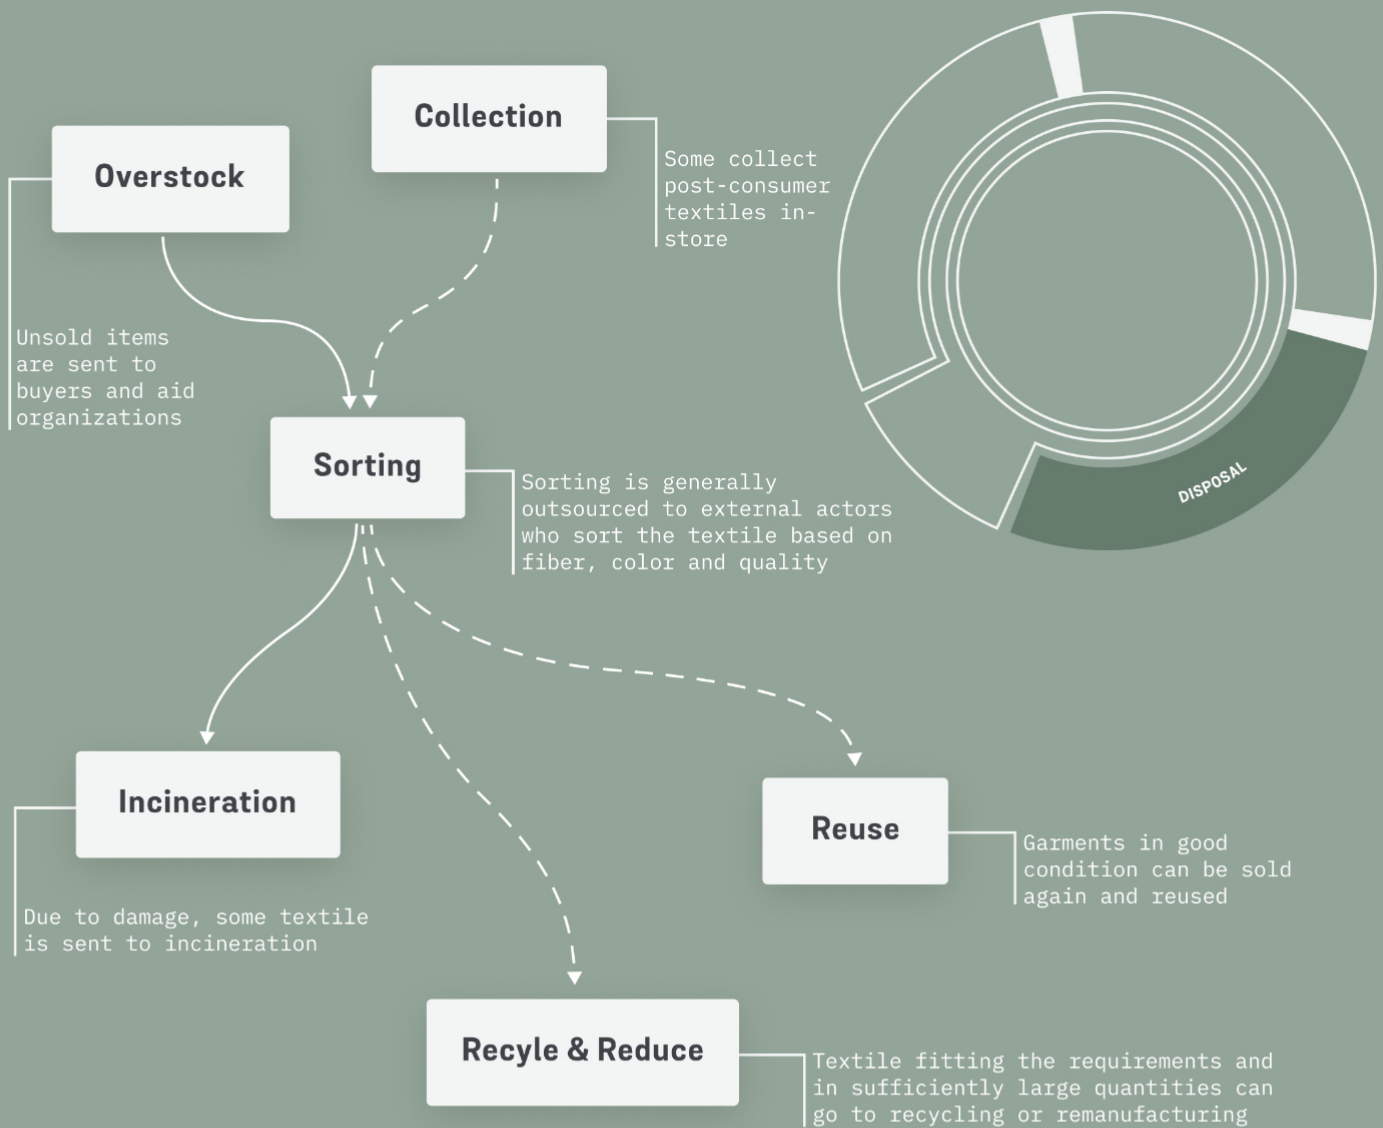 Collection
Some collect
post-consumer
textiles in-
store
Overstock
Unsold items
are sent to
buyers and aid
organizations
DISPOSAL
Sorting
Sorting is generally
outsourced to external actors
who sort the textile based on
fiber, color and quality
Incineration
Due to damage, some textile
is sent to incineration
Reuse
Garments in good
condition can be sold
again and reused
Recyle & Reduce
Textile fitting the requirements and
in sufficiently large quantities can
go to recycling or remanufacturing